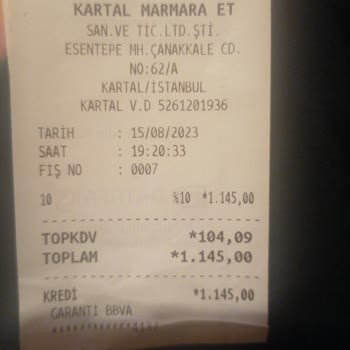 KARTAL MARMARA ET
SAN.VE TİC.LTD.ŞTİ.
ESENTEPE MH.ÇANAKKALE CD.
NO:62/A
KARTAL/İSTANBUL
KARTAL V.D 5261201936
TARİH : 15/08/2023
SAAT : 19:20:33
FİŞ NO : 0007
10 %10 *1.145,00
TOPKDV *104,09
TOPLAM *1.145,00
KREDİ *1.145,00
GARANTI BBVA